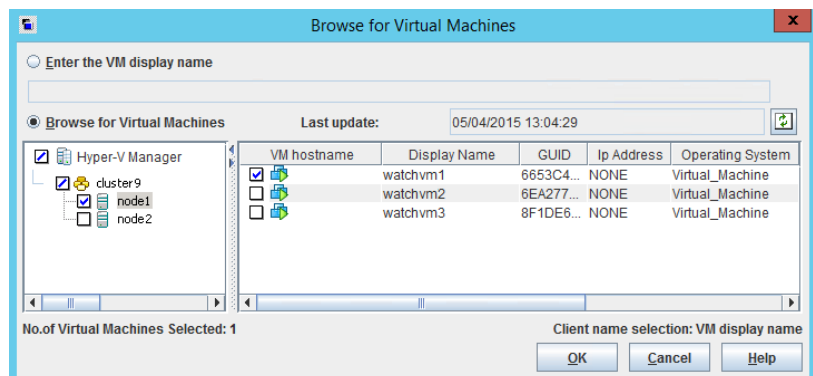 Browse for Virtual Machines
x
Enter the VM display name
Browse for Virtual Machines Last update: 05/04/2015 13:04:29
Hyper-V Manager
cluster9
node1
node2
VM hostname Display Name GUID Ip Address Operating System
watchvm1 6653C4... NONE Virtual_Machine
watchvm2 6EA277... NONE Virtual_Machine
watchvm3 8F1DE6... NONE Virtual_Machine
No.of Virtual Machines Selected: 1 Client name selection: VM display name
OK Cancel Help